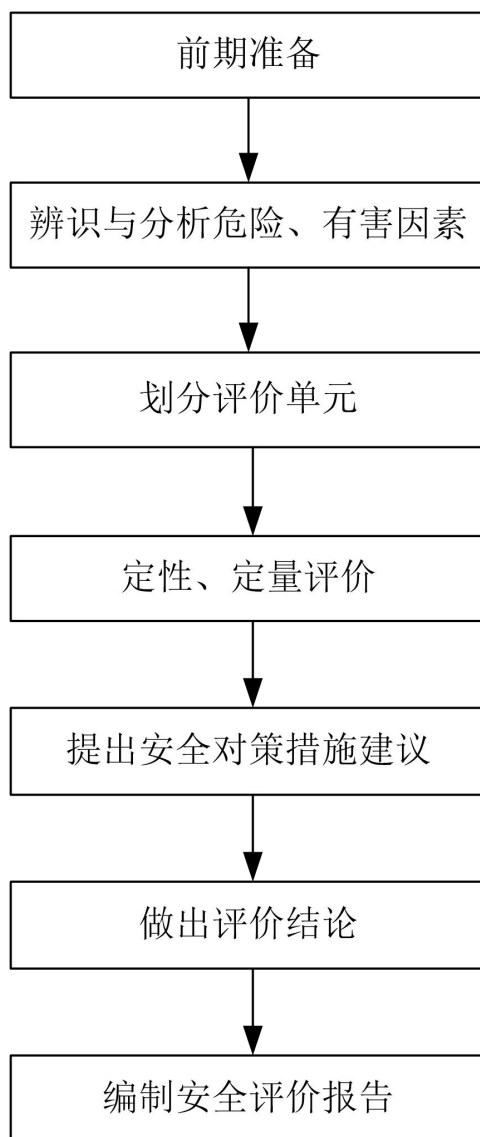 前期准备
辨识与分析危险、有害因素
划分评价单元
定性、定量评价
提出安全对策措施建议
做出评价结论
编制安全评价报告